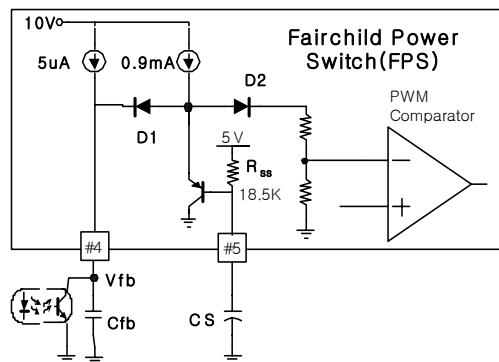 10V
Fairchild Power
Switch(FPS)
5uA
0.9mA
D2
PWM
Comparator
D1
5V
Rss
18.5K
−
+
#4
#5
Vfb
Cfb
CS